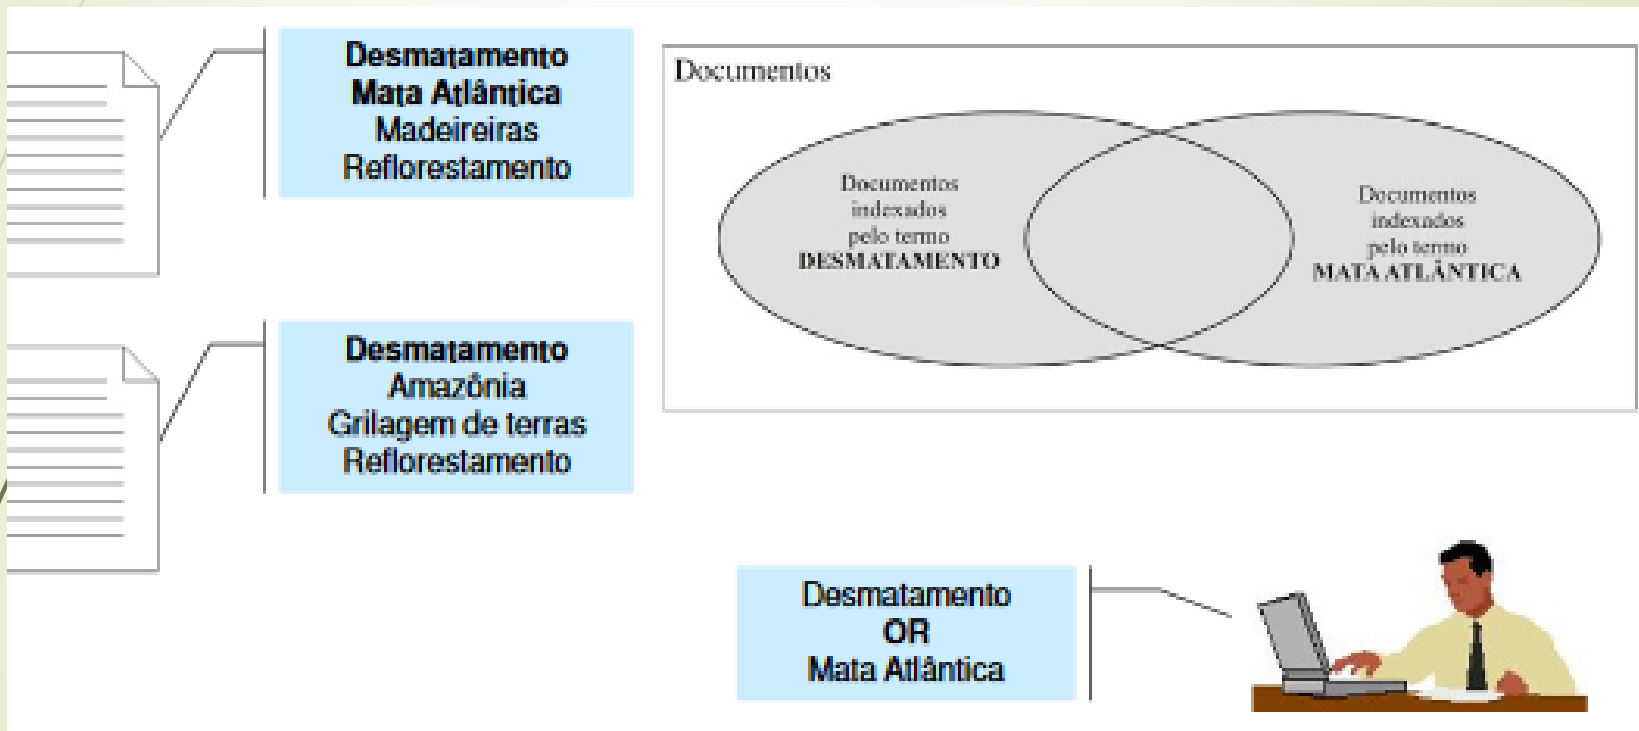 Desmatamento
Mata Atlântica
Madeireiras
Reflorestamento
Desmatamento
Amazônia
Grilagem de terras
Reflorestamento
Documentos
Documentos
indexados
pelo termo
DESMATAMENTO
Documentos
indexados
pelo termo
MATA ATLÂNTICA
Desmatamento
OR
Mata Atlântica